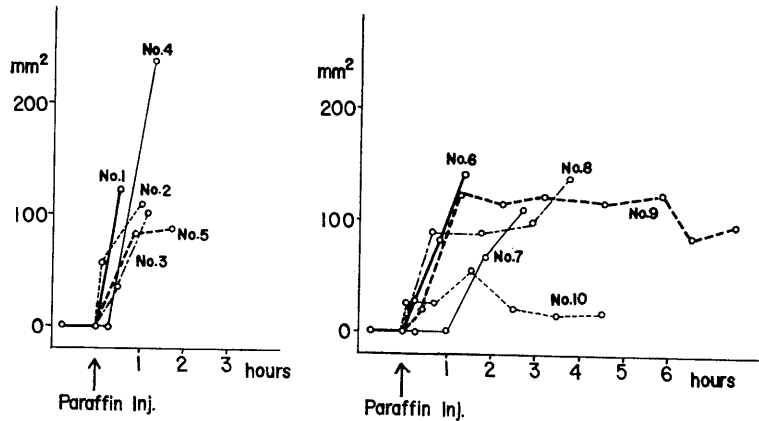 mm²
200
100
0
No.4
No.1
No.2
No.5
No.3
1 2 3 hours
Paraffin Inj.
mm²
200
100
0
No.6
No.8
No.9
No.7
No.10
1 2 3 4 5 6 hours
Paraffin Inj.